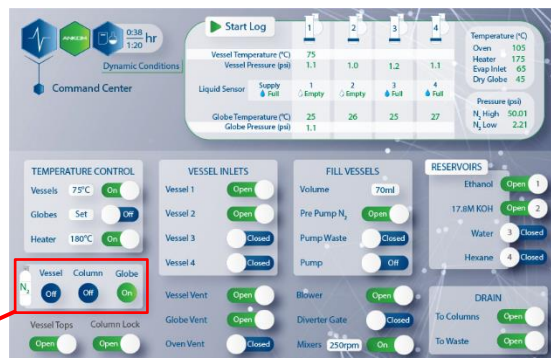 ANKOM 0:38 1:20 hr
Dynamic Conditions
Command Center
Start Log 1 2 3 4
Vessel Temperature (°C) 75
Vessel Pressure (psi) 1.1 1.0 1.2 1.1
Liquid Sensor Supply Full 1 Empty 2 Empty 3 Full 4 Full
Globe Temperature (°C) 25 26 25 27
Globe Pressure (psi) 1.1
Temperature (°C)
Oven 105
Heater 175
Evap Inlet 65
Dry Globe 45
Pressure (psi)
N2 High 50.01
N2 Low 2.21
TEMPERATURE CONTROL
Vessels 75°C On
Globes Set Off
Heater 180°C On
N2 Vessel Off Column Off Globe On
Vessel Tops Open Column Lock Open
VESSEL INLETS
Vessel 1 Open
Vessel 2 Open
Vessel 3 Closed
Vessel 4 Closed
Vessel Vent Open
Globe Vent Open
Oven Vent Closed
FILL VESSELS
Volume 70ml
Pre Pump N2 Open
Pump Waste Closed
Pump Off
Blower Open
Diverter Gate Closed
Mixers 250rpm On
RESERVOIRS
Ethanol Open 1
17.8M KOH Open 2
Water 3 Closed
Hexane 4 Closed
DRAIN
To Columns Open
To Waste Open